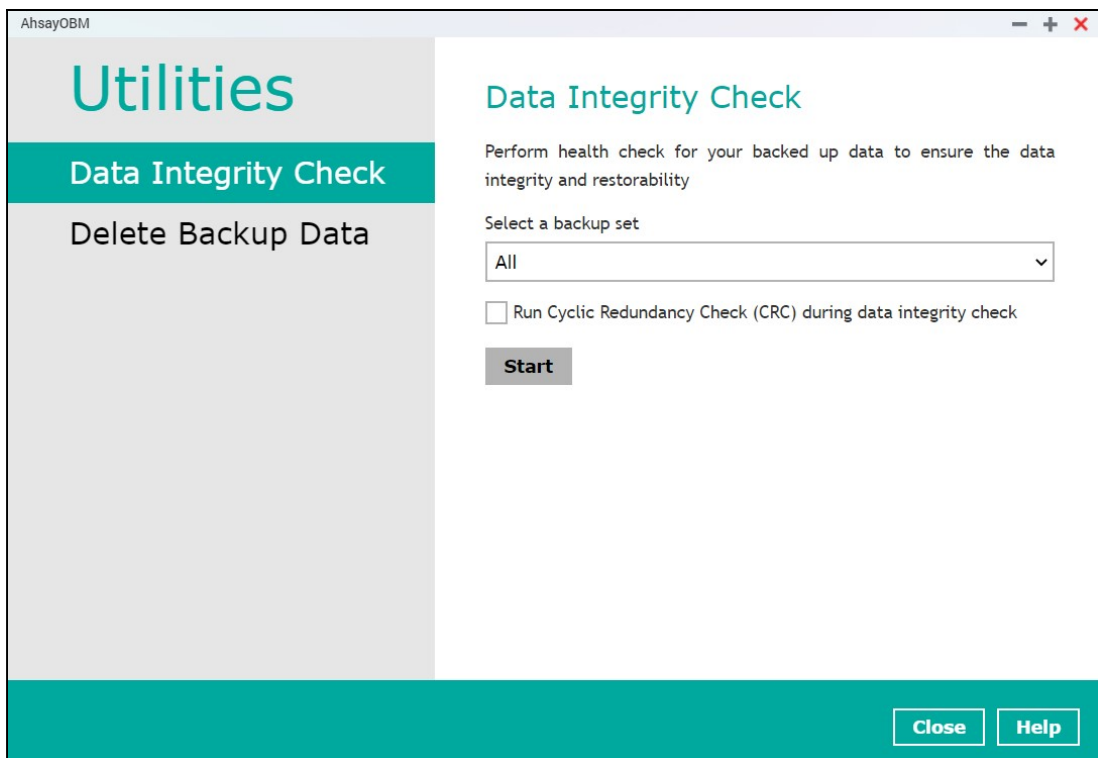 AhsayOBM
Utilities
Data Integrity Check
Delete Backup Data
Data Integrity Check
Perform health check for your backed up data to ensure the data
integrity and restorability
Select a backup set
All
Run Cyclic Redundancy Check (CRC) during data integrity check
Start
Close
Help